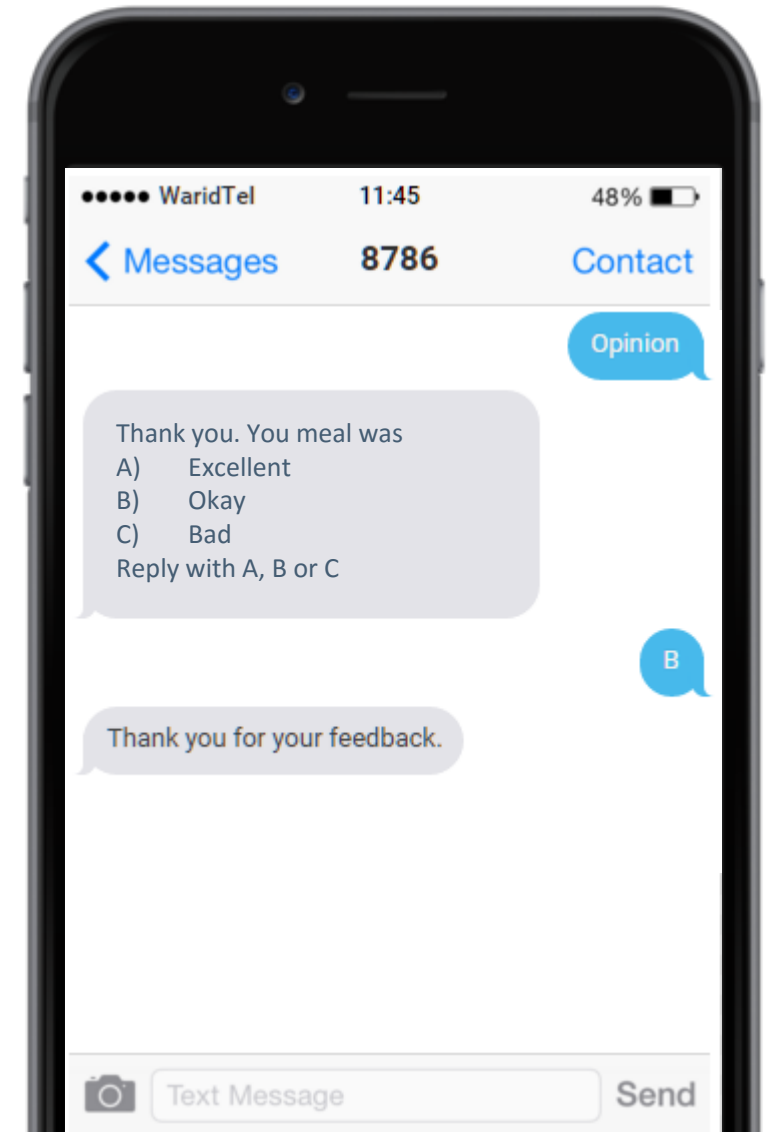 ●●●●● WaridTel 11:45 48%
Messages 8786 Contact
Opinion
Thank you. You meal was
A) Excellent
B) Okay
C) Bad
Reply with A, B or C
B
Thank you for your feedback.
Text Message Send